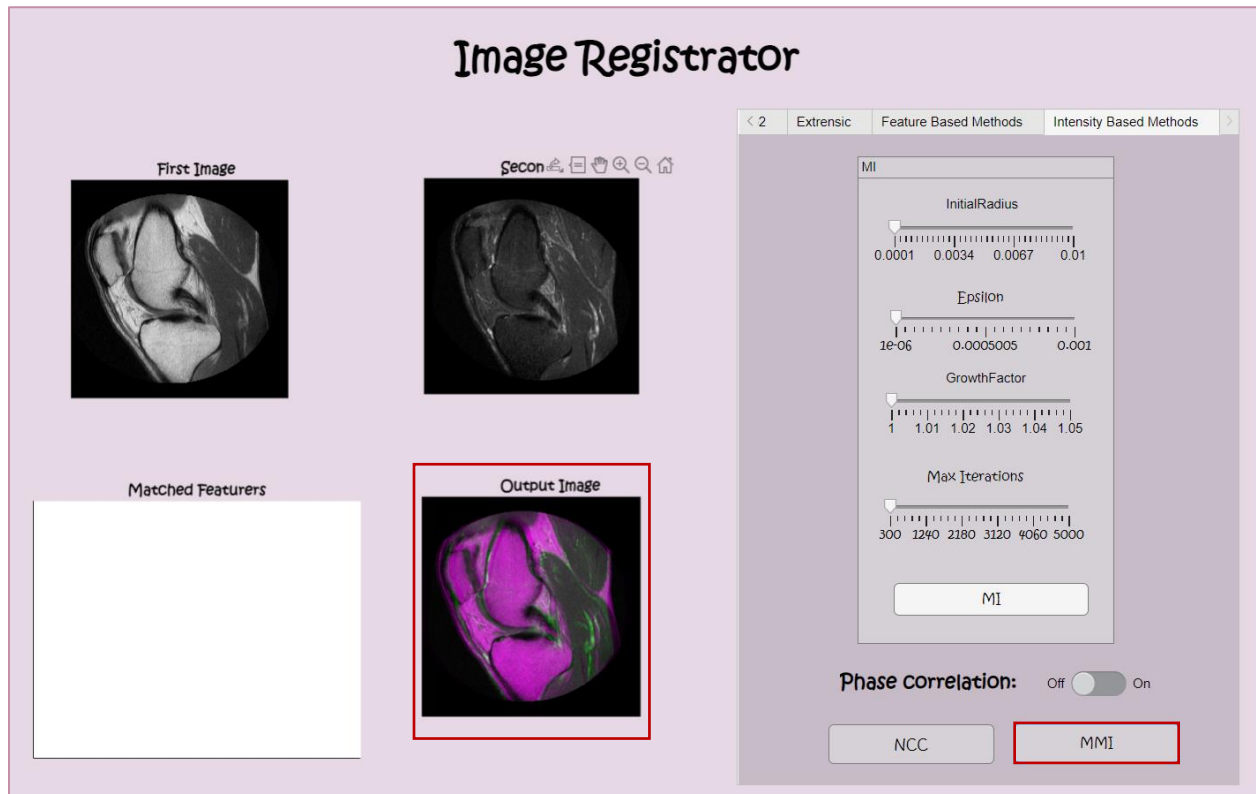 Image Registrator
< 2 Extrensic Feature Based Methods Intensity Based Methods >
First Image
Secon
Matched Featurers
Output Image
MI
InitialRadius
0.0001 0.0034 0.0067 0.01
Epsilon
1e-06 0.0005005 0.001
GrowthFactor
1 1.01 1.02 1.03 1.04 1.05
Max Iterations
300 1240 2180 3120 4060 5000
MI
Phase correlation: Off On
NCC MMI